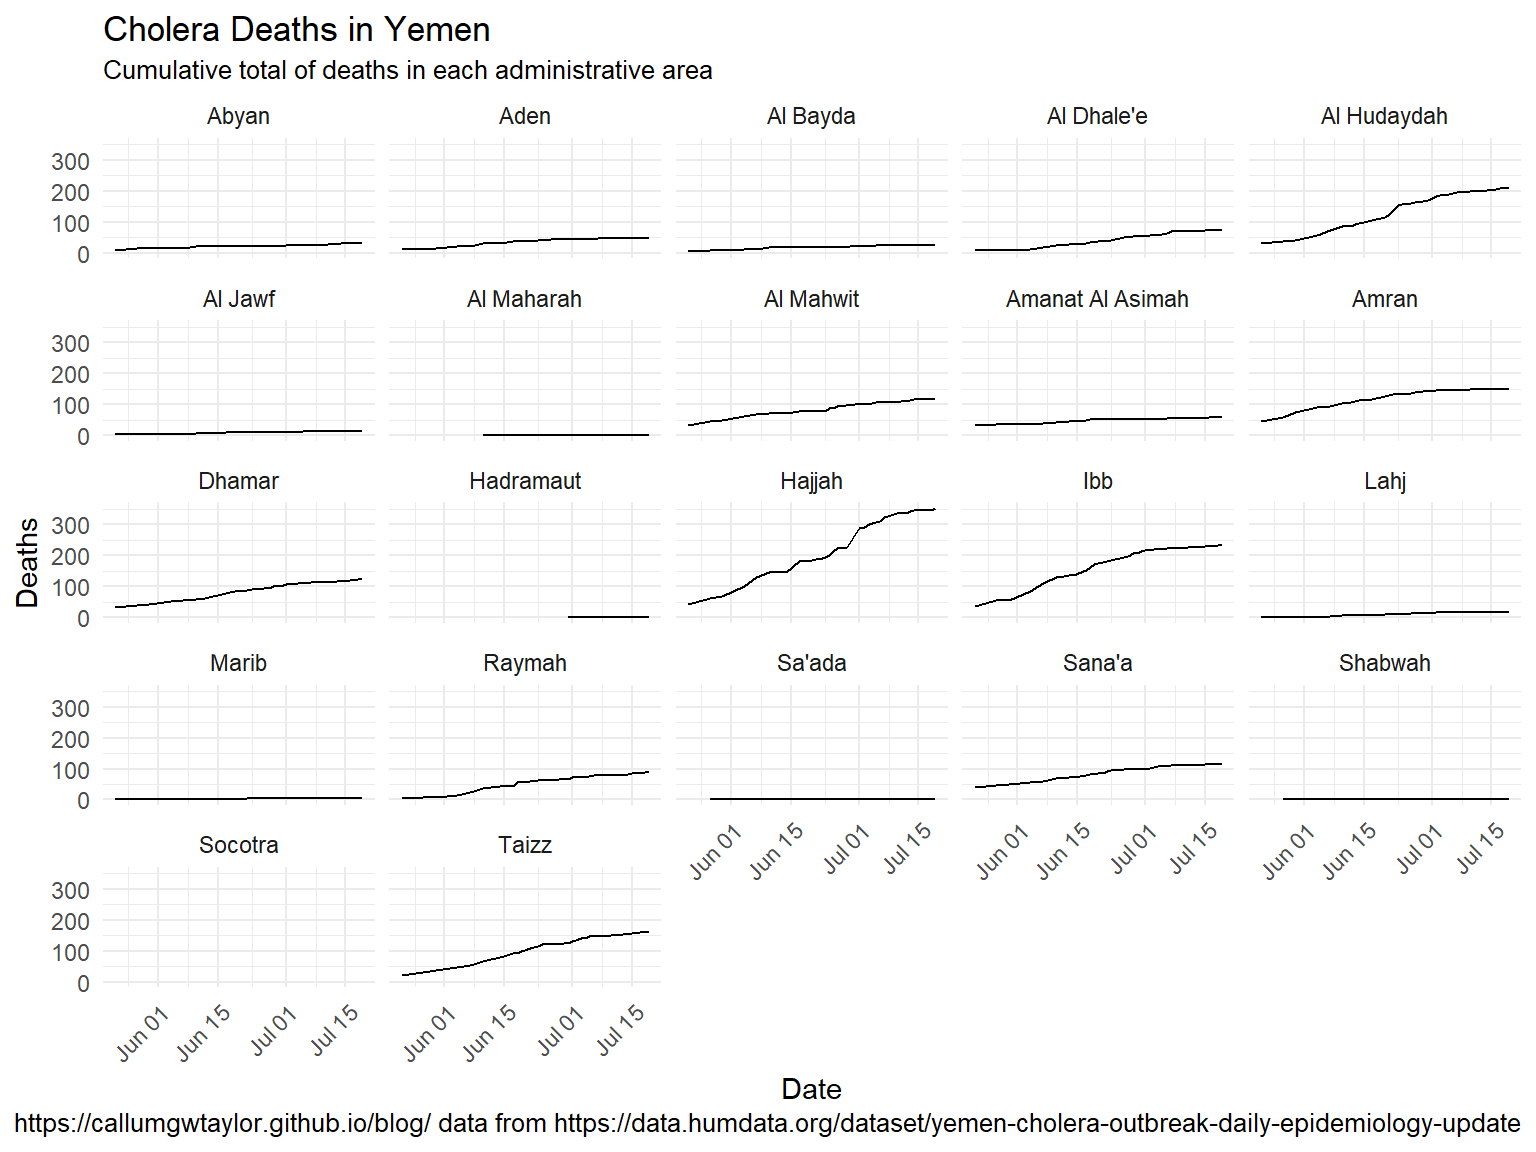 Cholera Deaths in Yemen
Cumulative total of deaths in each administrative area
Abyan Aden Al Bayda Al Dhale'e Al Hudaydah
300
200
100
0
Al Jawf Al Maharah Al Mahwit Amanat Al Asimah Amran
300
200
100
0
Dhamar Hadramaut Hajjah Ibb Lahj
300
200
100
0
Deaths
Marib Raymah Sa'ada Sana'a Shabwah
300
200
100
0
Jun 01 Jun 15 Jul 01 Jul 15 Jun 01 Jun 15 Jul 01 Jul 15 Jun 01 Jun 15 Jul 01 Jul 15
Socotra Taizz
300
200
100
0
Jun 01 Jun 15 Jul 01 Jul 15 Jun 01 Jun 15 Jul 01 Jul 15
Date
https://callumgwtaylor.github.io/blog/ data from https://data.humdata.org/dataset/yemen-cholera-outbreak-daily-epidemiology-update